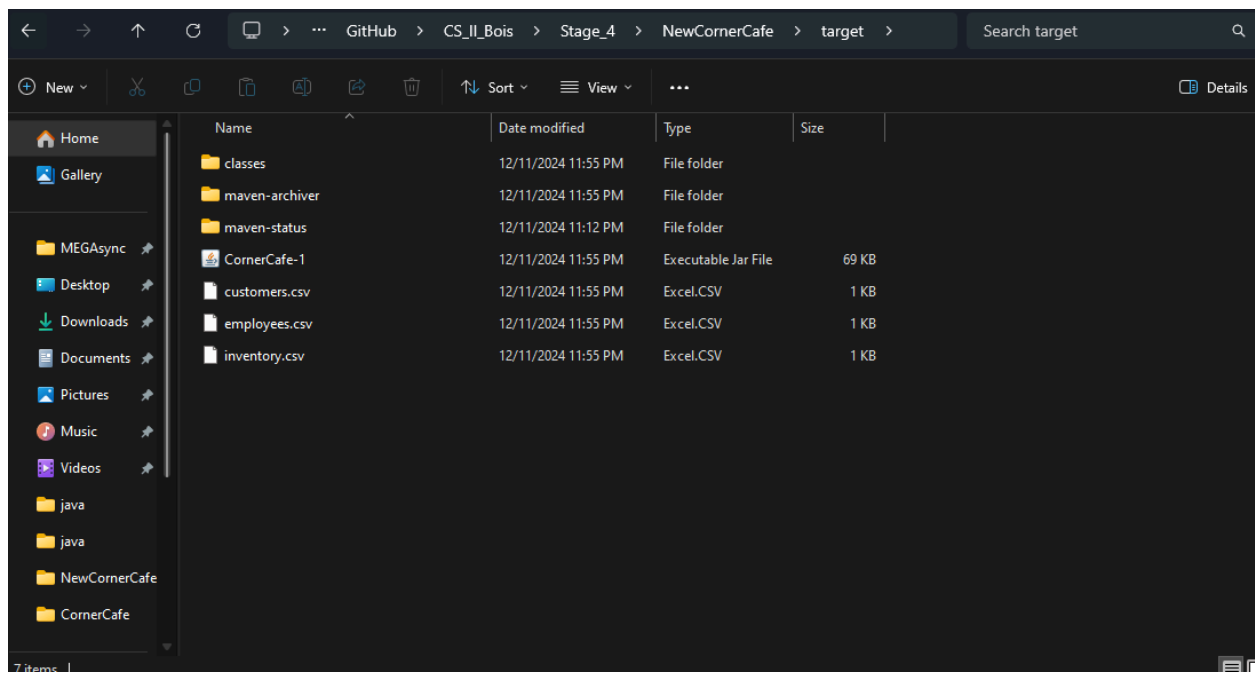 GitHub > CS_II_Bois > Stage_4 > NewCornerCafe > target >
Search target
New
Sort
View
Details
Name Date modified Type Size
Home
Gallery
MEGAsync
Desktop
Downloads
Documents
Pictures
Music
Videos
java
java
NewCornerCafe
CornerCafe
classes 12/11/2024 11:55 PM File folder
maven-archiver 12/11/2024 11:55 PM File folder
maven-status 12/11/2024 11:12 PM File folder
CornerCafe-1 12/11/2024 11:55 PM Executable Jar File 69 KB
customers.csv 12/11/2024 11:55 PM Excel.CSV 1 KB
employees.csv 12/11/2024 11:55 PM Excel.CSV 1 KB
inventory.csv 12/11/2024 11:55 PM Excel.CSV 1 KB
7 items